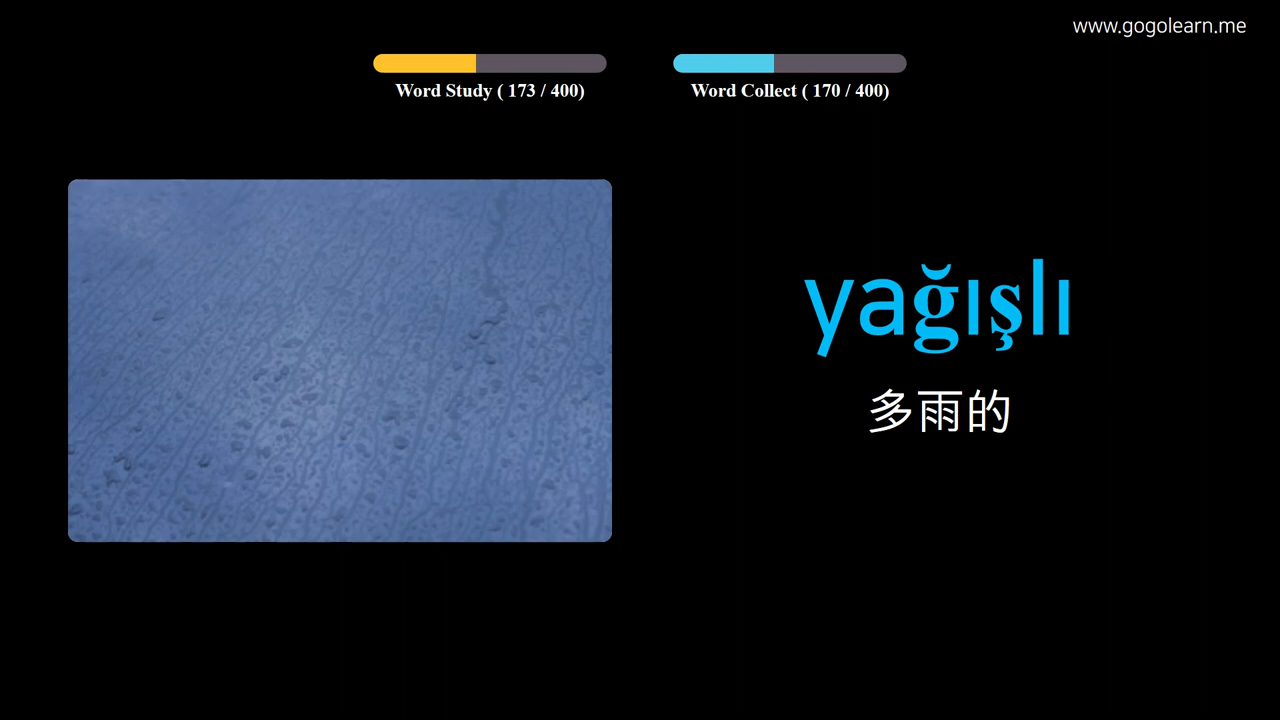 www.gogolearn.me
Word Study ( 173 / 400)
Word Collect ( 170 / 400)
yağışlı
多雨的